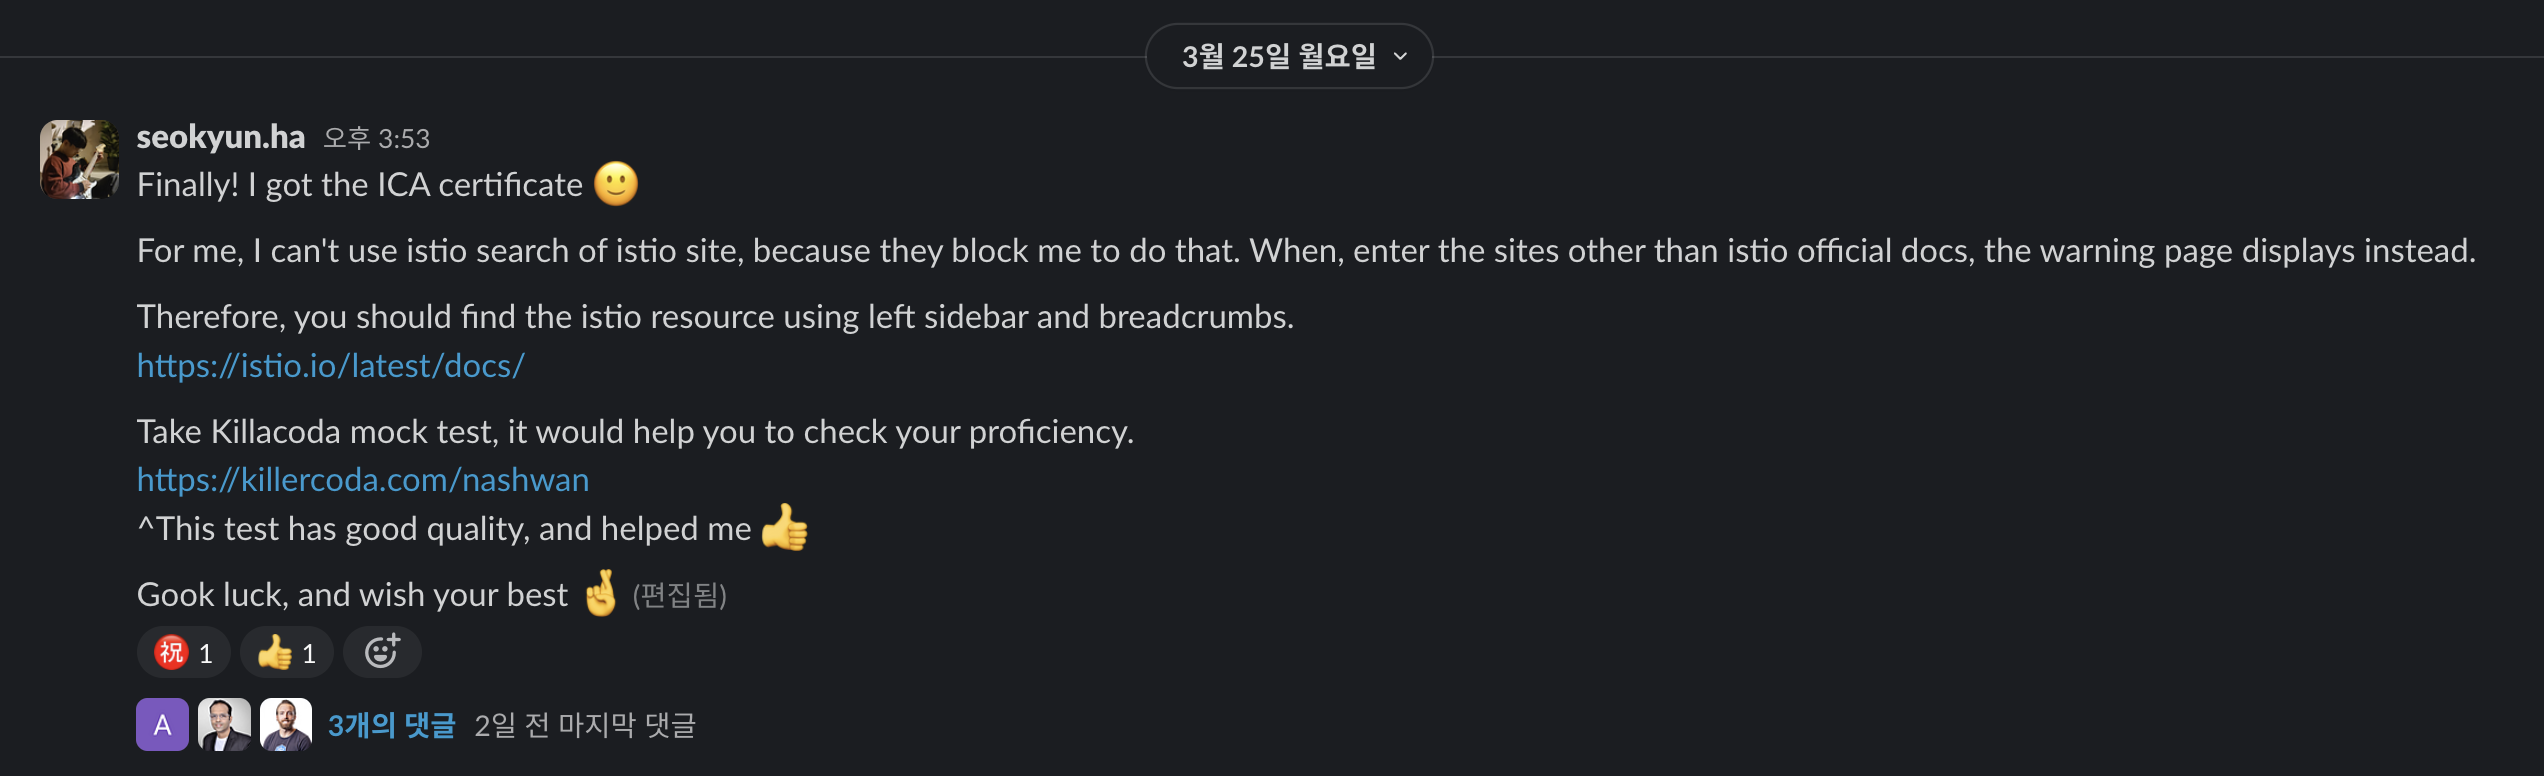 3월 25일 월요일
seokyun.ha 오후 3:53
Finally! I got the ICA certificate 🙂
For me, I can't use istio search of istio site, because they block me to do that. When, enter the sites other than istio official docs, the warning page displays instead.
Therefore, you should find the istio resource using left sidebar and breadcrumbs.
https://istio.io/latest/docs/
Take Killacoda mock test, it would help you to check your proficiency.
https://killercoda.com/nashwan
^This test has good quality, and helped me 👍
Gook luck, and wish your best 🤞 (편집됨)
㊗️ 1 👍 1
A 3개의 댓글 2일 전 마지막 댓글